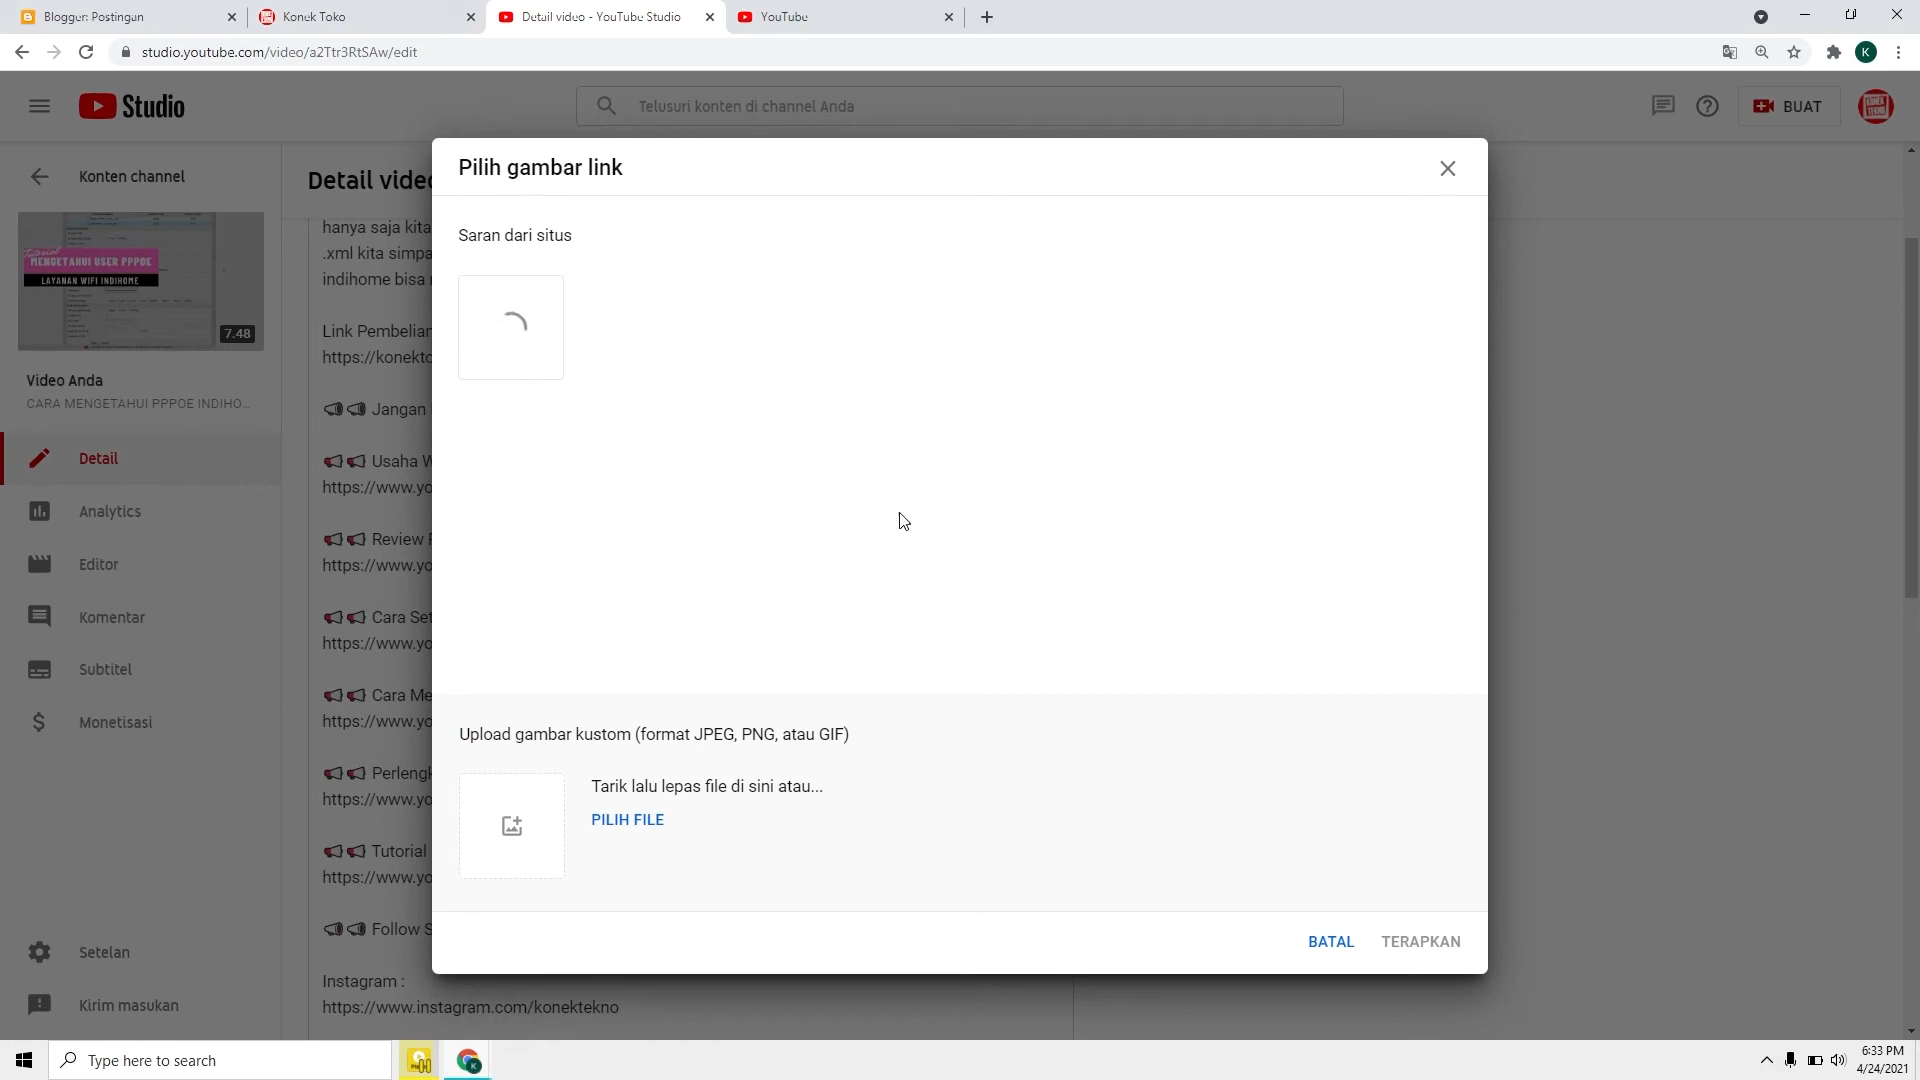 Blogger: Postingan
Konek Toko
Detail video - YouTube Studio
YouTube
studio.youtube.com/video/a2Ttr3RtSAw/edit
K
Studio
Telusuri konten di channel Anda
BUAT
KONEK
TEKNO
Pilih gambar link
Konten channel
Detail video
Saran dari situs
hanya saja kita
.xml kita simpa
indihome bisa
Tutorial
MENGETAHUI USER PPPOE
LAYANAN WIFI INDIHOME
7.48
Link Pembelian
https://konekto
Video Anda
CARA MENGETAHUI PPPOE INDIHO...
Jangan
Detail
Usaha W
https://www.yo
Analytics
Review
https://www.yo
Editor
Komentar
Cara Set
https://www.yo
Subtitel
Cara Me
https://www.yo
Monetisasi
Upload gambar kustom (format JPEG, PNG, atau GIF)
Perlengk
https://www.yo
Tarik lalu lepas file di sini atau...
PILIH FILE
Tutorial
https://www.yo
Follow S
BATAL
TERAPKAN
Setelan
Instagram :
https://www.instagram.com/konektekno
Kirim masukan
Type here to search
6:33 PM
4/24/2021